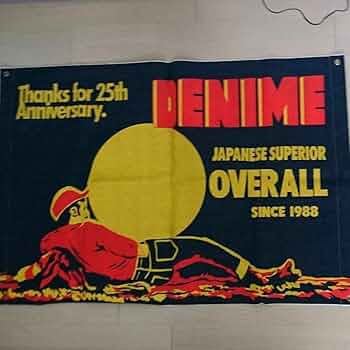 Thanks for 25th
Anniversary.
DENIME
JAPANESE SUPERIOR
OVERALL
SINCE 1988